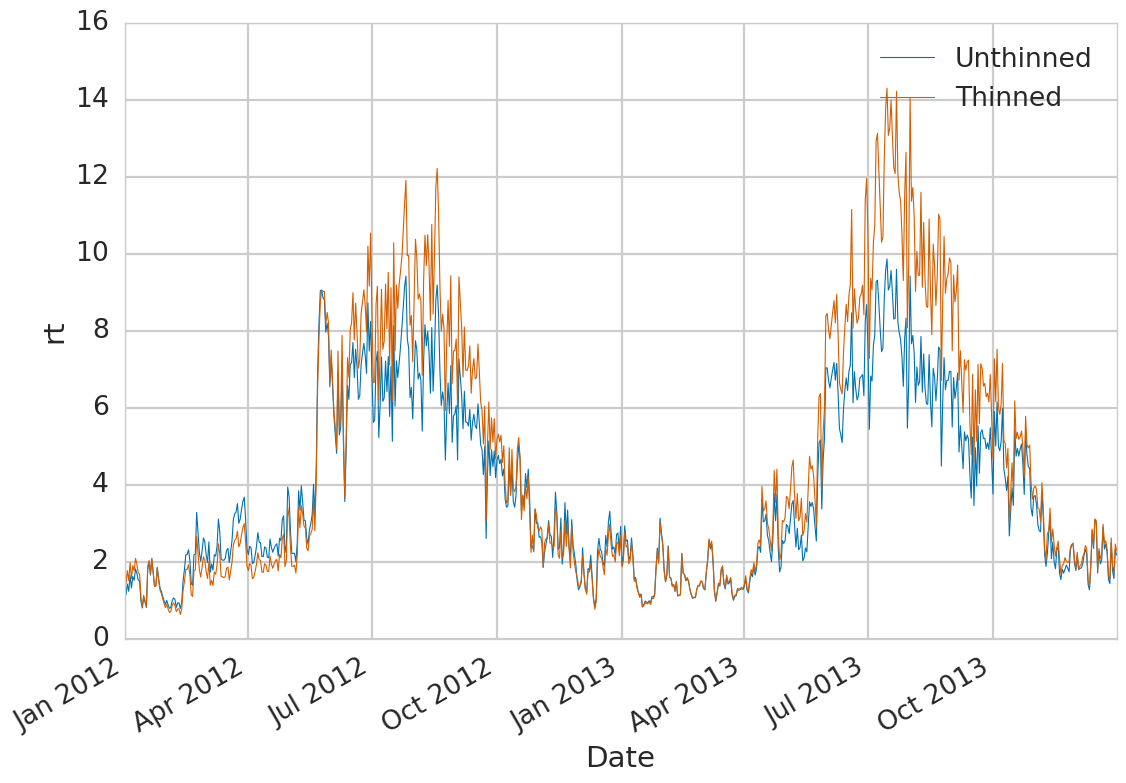 16
14
12
10
8
6
4
2
0
rt
Unthinned
Thinned
Jan 2012
Apr 2012
Jul 2012
Oct 2012
Jan 2013
Apr 2013
Jul 2013
Oct 2013
Date